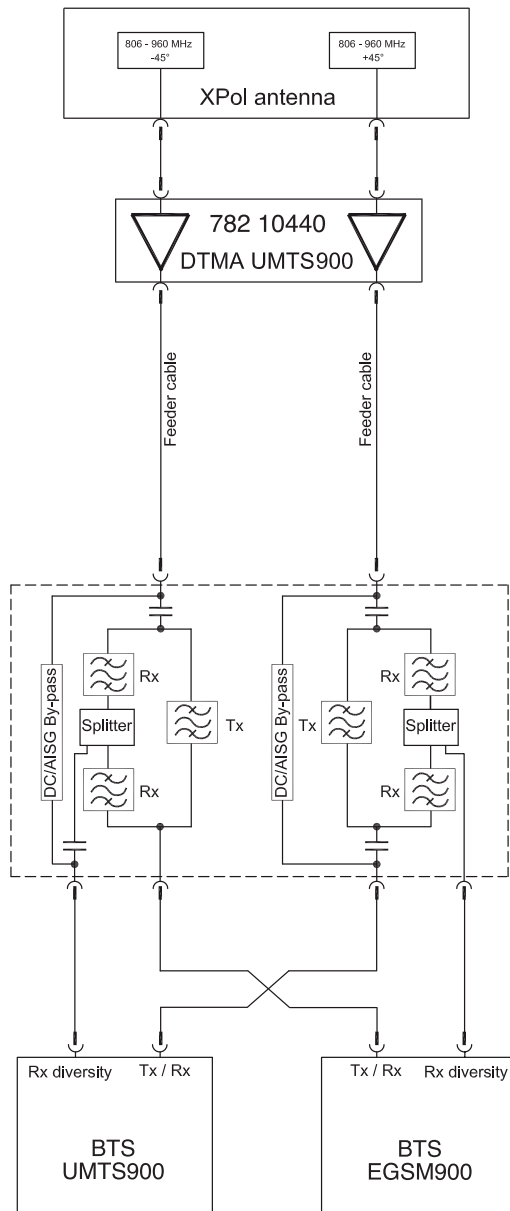 806 - 960 MHz
-45°
806 - 960 MHz
+45°
XPol antenna
782 10440
DTMA UMTS900
Feeder cable
Feeder cable
DC/AISG By-pass
Rx
Splitter
Tx
Rx
DC/AISG By-pass
Tx
Rx
Splitter
Rx
Rx diversity
Tx / Rx
Tx / Rx
Rx diversity
BTS
UMTS900
BTS
EGSM900